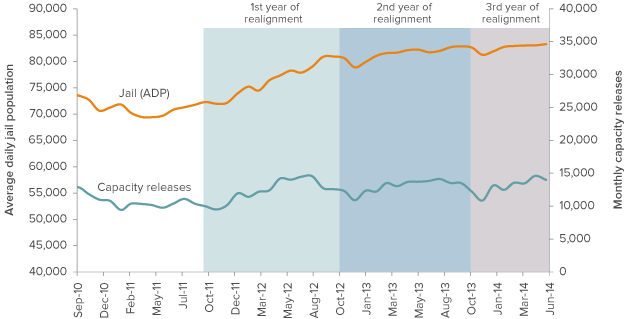 1st year of
realignment
2nd year of
realignment
3rd year of
realignment
90,000
85,000
80,000
75,000
70,000
65,000
60,000
55,000
50,000
45,000
40,000
Average daily jail population
Jail (ADP)
Capacity releases
40,000
35,000
30,000
25,000
20,000
15,000
10,000
5,000
0
Monthly capacity releases
Sep-10
Dec-10
Feb-11
May-11
Jul-11
Oct-11
Dec-11
Mar-12
May-12
Aug-12
Oct-12
Jan-13
Mar-13
May-13
Aug-13
Oct-13
Jan-14
Mar-14
Jun-14